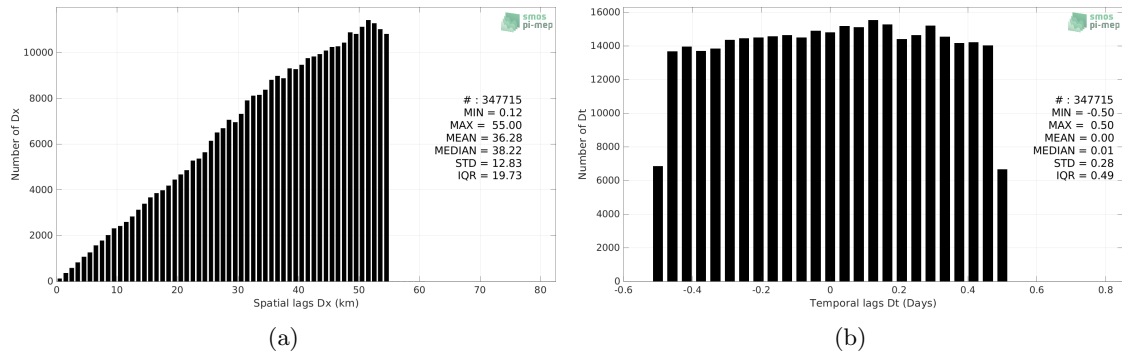 smos
pi-mep
10000
8000
6000
4000
2000
0
Number of Dx
# : 347715
MIN = 0.12
MAX = 55.00
MEAN = 36.28
MEDIAN = 38.22
STD = 12.83
IQR = 19.73
0 10 20 30 40 50 60 70 80
Spatial lags Dx (km)
(a)
smos
pi-mep
16000
14000
12000
10000
8000
6000
4000
2000
0
Number of Dt
# : 347715
MIN = -0.50
MAX = 0.50
MEAN = 0.00
MEDIAN = 0.01
STD = 0.28
IQR = 0.49
-0.6 -0.4 -0.2 0 0.2 0.4 0.6 0.8
Temporal lags Dt (Days)
(b)